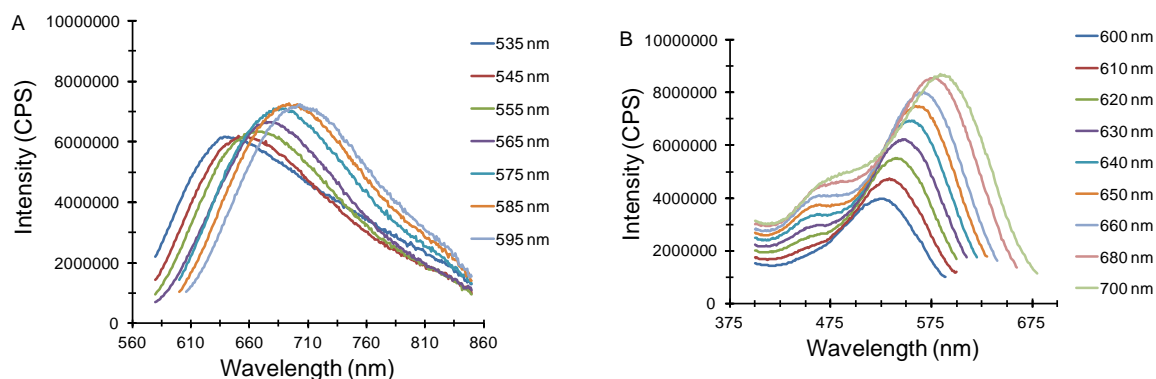 A
10000000
8000000
6000000
4000000
2000000
0
Intensity (CPS)
560 610 660 710 760 810 860
Wavelength (nm)
535 nm
545 nm
555 nm
565 nm
575 nm
585 nm
595 nm
B
10000000
8000000
6000000
4000000
2000000
0
Intensity (CPS)
375 475 575 675
Wavelength (nm)
600 nm
610 nm
620 nm
630 nm
640 nm
650 nm
660 nm
680 nm
700 nm